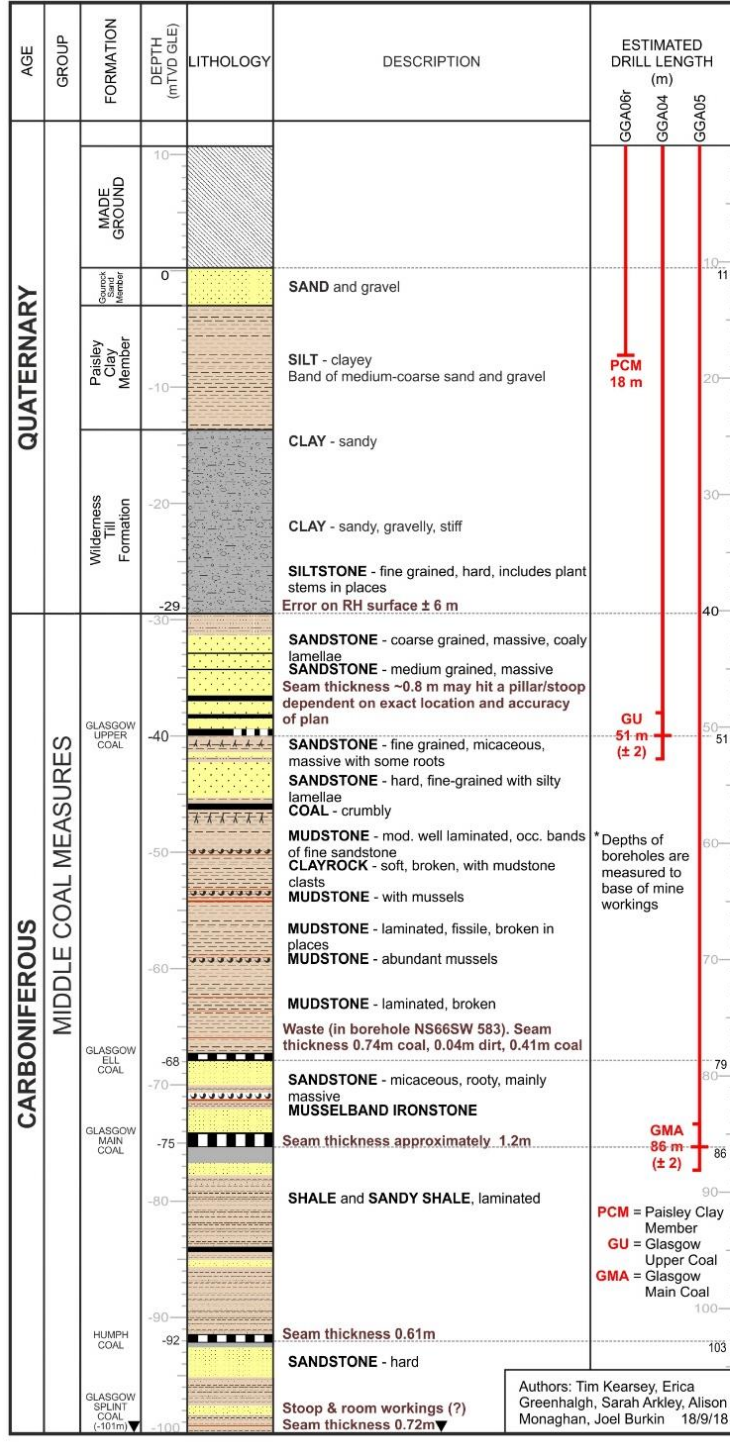 AGE
GROUP
FORMATION
DEPTH
(mTVD GLE)
LITHOLOGY
DESCRIPTION
ESTIMATED
DRILL LENGTH
(m)
GGA06r
GGA04
GGA05
QUATERNARY
CARBONIFEROUS
MIDDLE COAL MEASURES
MADE
GROUND
Gourock
Sand
Member
Paisley
Clay
Member
Wilderness
Till
Formation
GLASGOW
UPPER
COAL
GLASGOW
ELL
COAL
GLASGOW
MAIN
COAL
HUMPH
COAL
GLASGOW
SPLINT
COAL
(-101m)
10
0
-10
-20
-29
-30
-40
-50
-60
-68
-70
-75
-80
-90
-92
-100
SAND and gravel
SILT - clayey
Band of medium-coarse sand and gravel
CLAY - sandy
CLAY - sandy, gravelly, stiff
SILTSTONE - fine grained, hard, includes plant
stems in places
Error on RH surface ± 6 m
SANDSTONE - coarse grained, massive, coaly
lamellae
SANDSTONE - medium grained, massive
Seam thickness ~0.8 m may hit a pillar/stoop
dependent on exact location and accuracy
of plan
SANDSTONE - fine grained, micaceous,
massive with some roots
SANDSTONE - hard, fine-grained with silty
lamellae
COAL - crumbly
MUDSTONE - mod. well laminated, occ. bands
of fine sandstone
CLAYROCK - soft, broken, with mudstone
clasts
MUDSTONE - with mussels
MUDSTONE - laminated, fissile, broken in
places
MUDSTONE - abundant mussels
MUDSTONE - laminated, broken
Waste (in borehole NS66SW 583). Seam
thickness 0.74m coal, 0.04m dirt, 0.41m coal
SANDSTONE - micaceous, rooty, mainly
massive
MUSSELBAND IRONSTONE
Seam thickness approximately 1.2m
SHALE and SANDY SHALE, laminated
Seam thickness 0.61m
SANDSTONE - hard
Stoop & room workings (?)
Seam thickness 0.72m
10
11
20
30
40
50
51
60
70
79
80
86
90
100
103
PCM
18 m
GU
51 m
(± 2)
* Depths of
boreholes are
measured to
base of mine
workings
GMA
86 m
(± 2)
PCM = Paisley Clay
Member
GU = Glasgow
Upper Coal
GMA = Glasgow
Main Coal
Authors: Tim Kearsey, Erica
Greenhalgh, Sarah Arkley, Alison
Monaghan, Joel Burkin 18/9/18